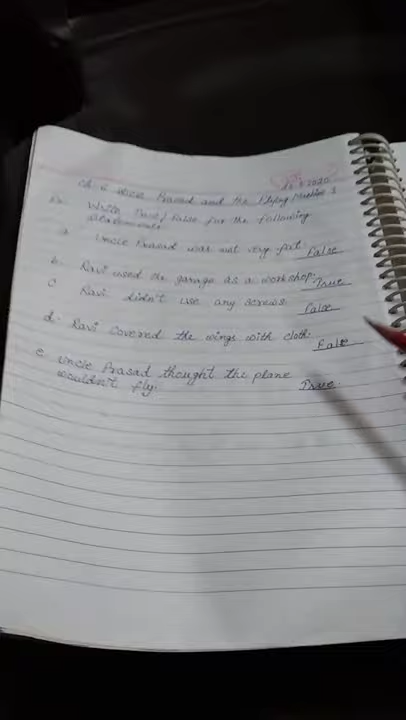 Uncle Prasad and the Flying Machine
Write True/False for the following
statements.
a. Uncle Prasad was not very fat. False
b. Ravi used the garage as a workshop. True
c Ravi didn't use any screws. False
d. Ravi Covered the wings with cloth. False
e. Uncle Prasad thought the plane
wouldn't fly. True.